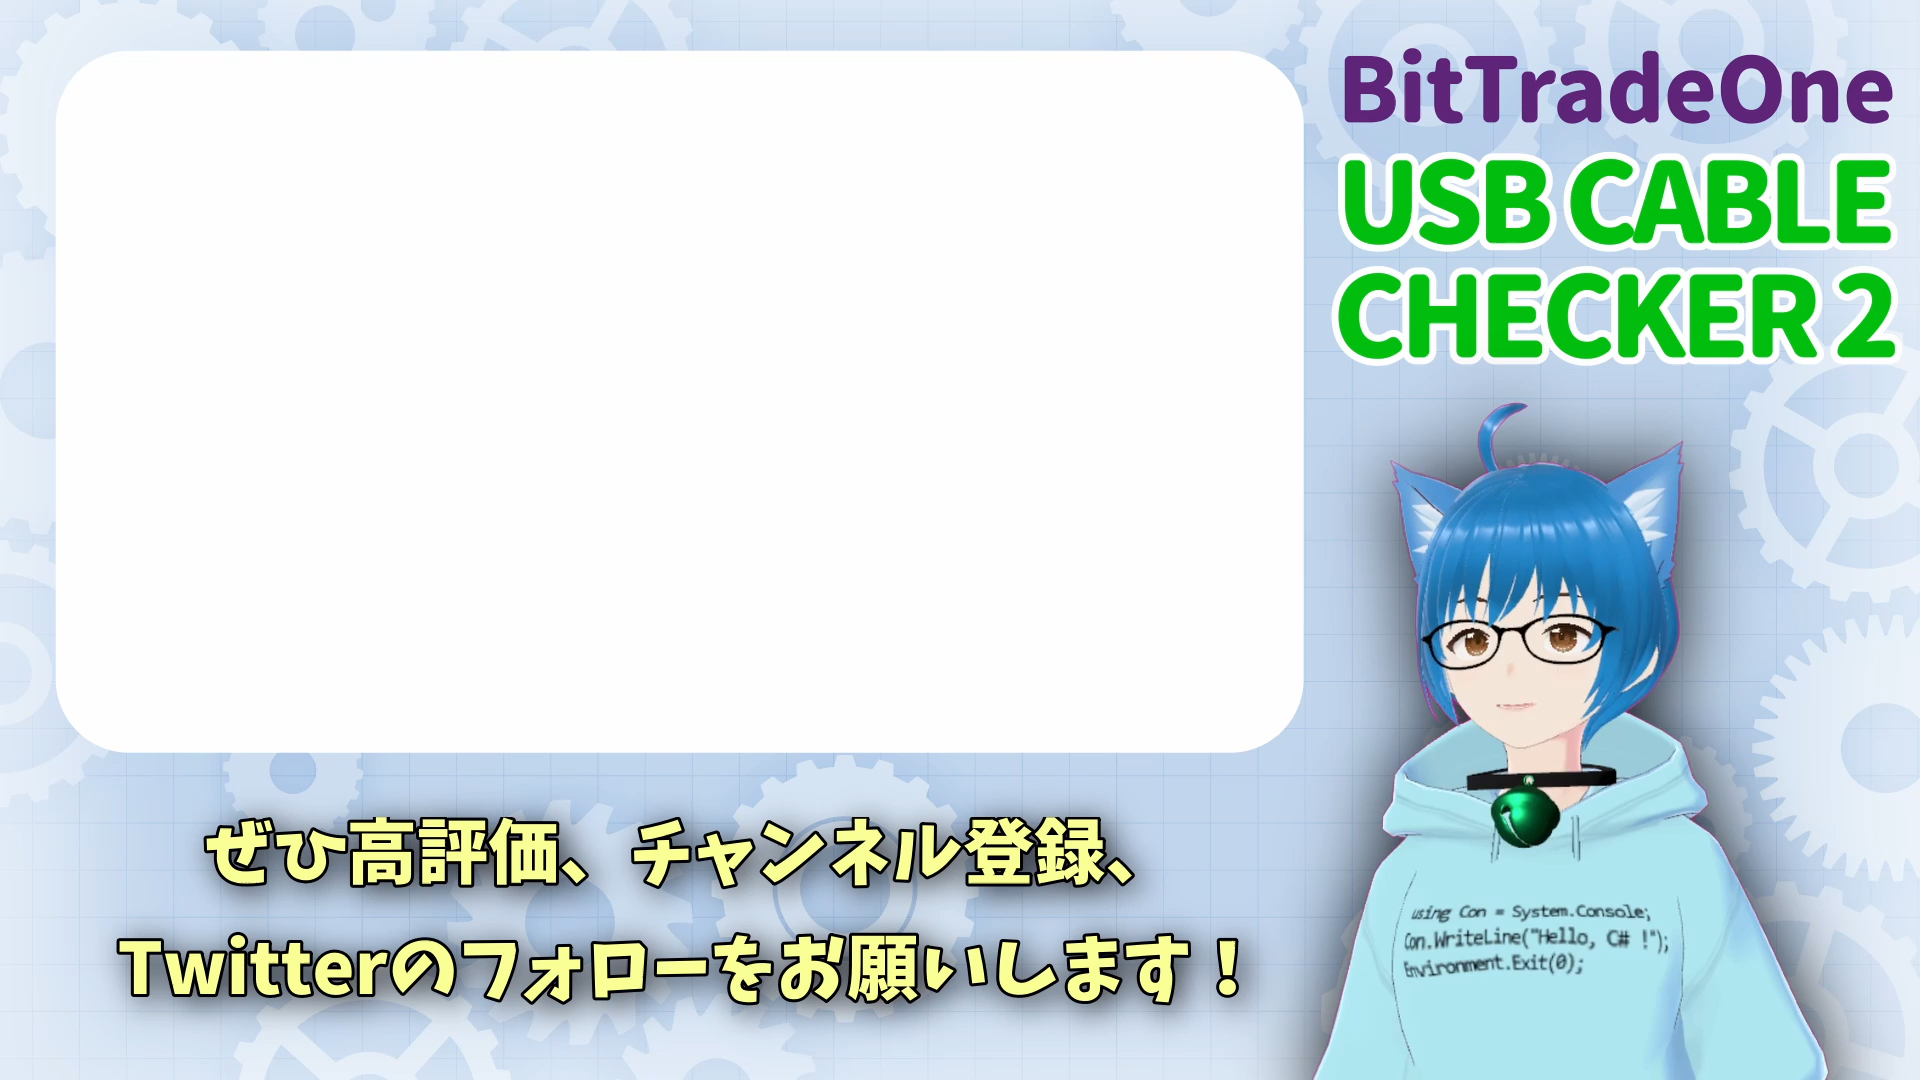 BitTradeOne
USB CABLE
CHECKER 2
using Con = System.Console;
Con.WriteLine("Hello, C# !");
Environment.Exit(0);
ぜひ高評価、チャンネル登録、
Twitterのフォローをお願いします！